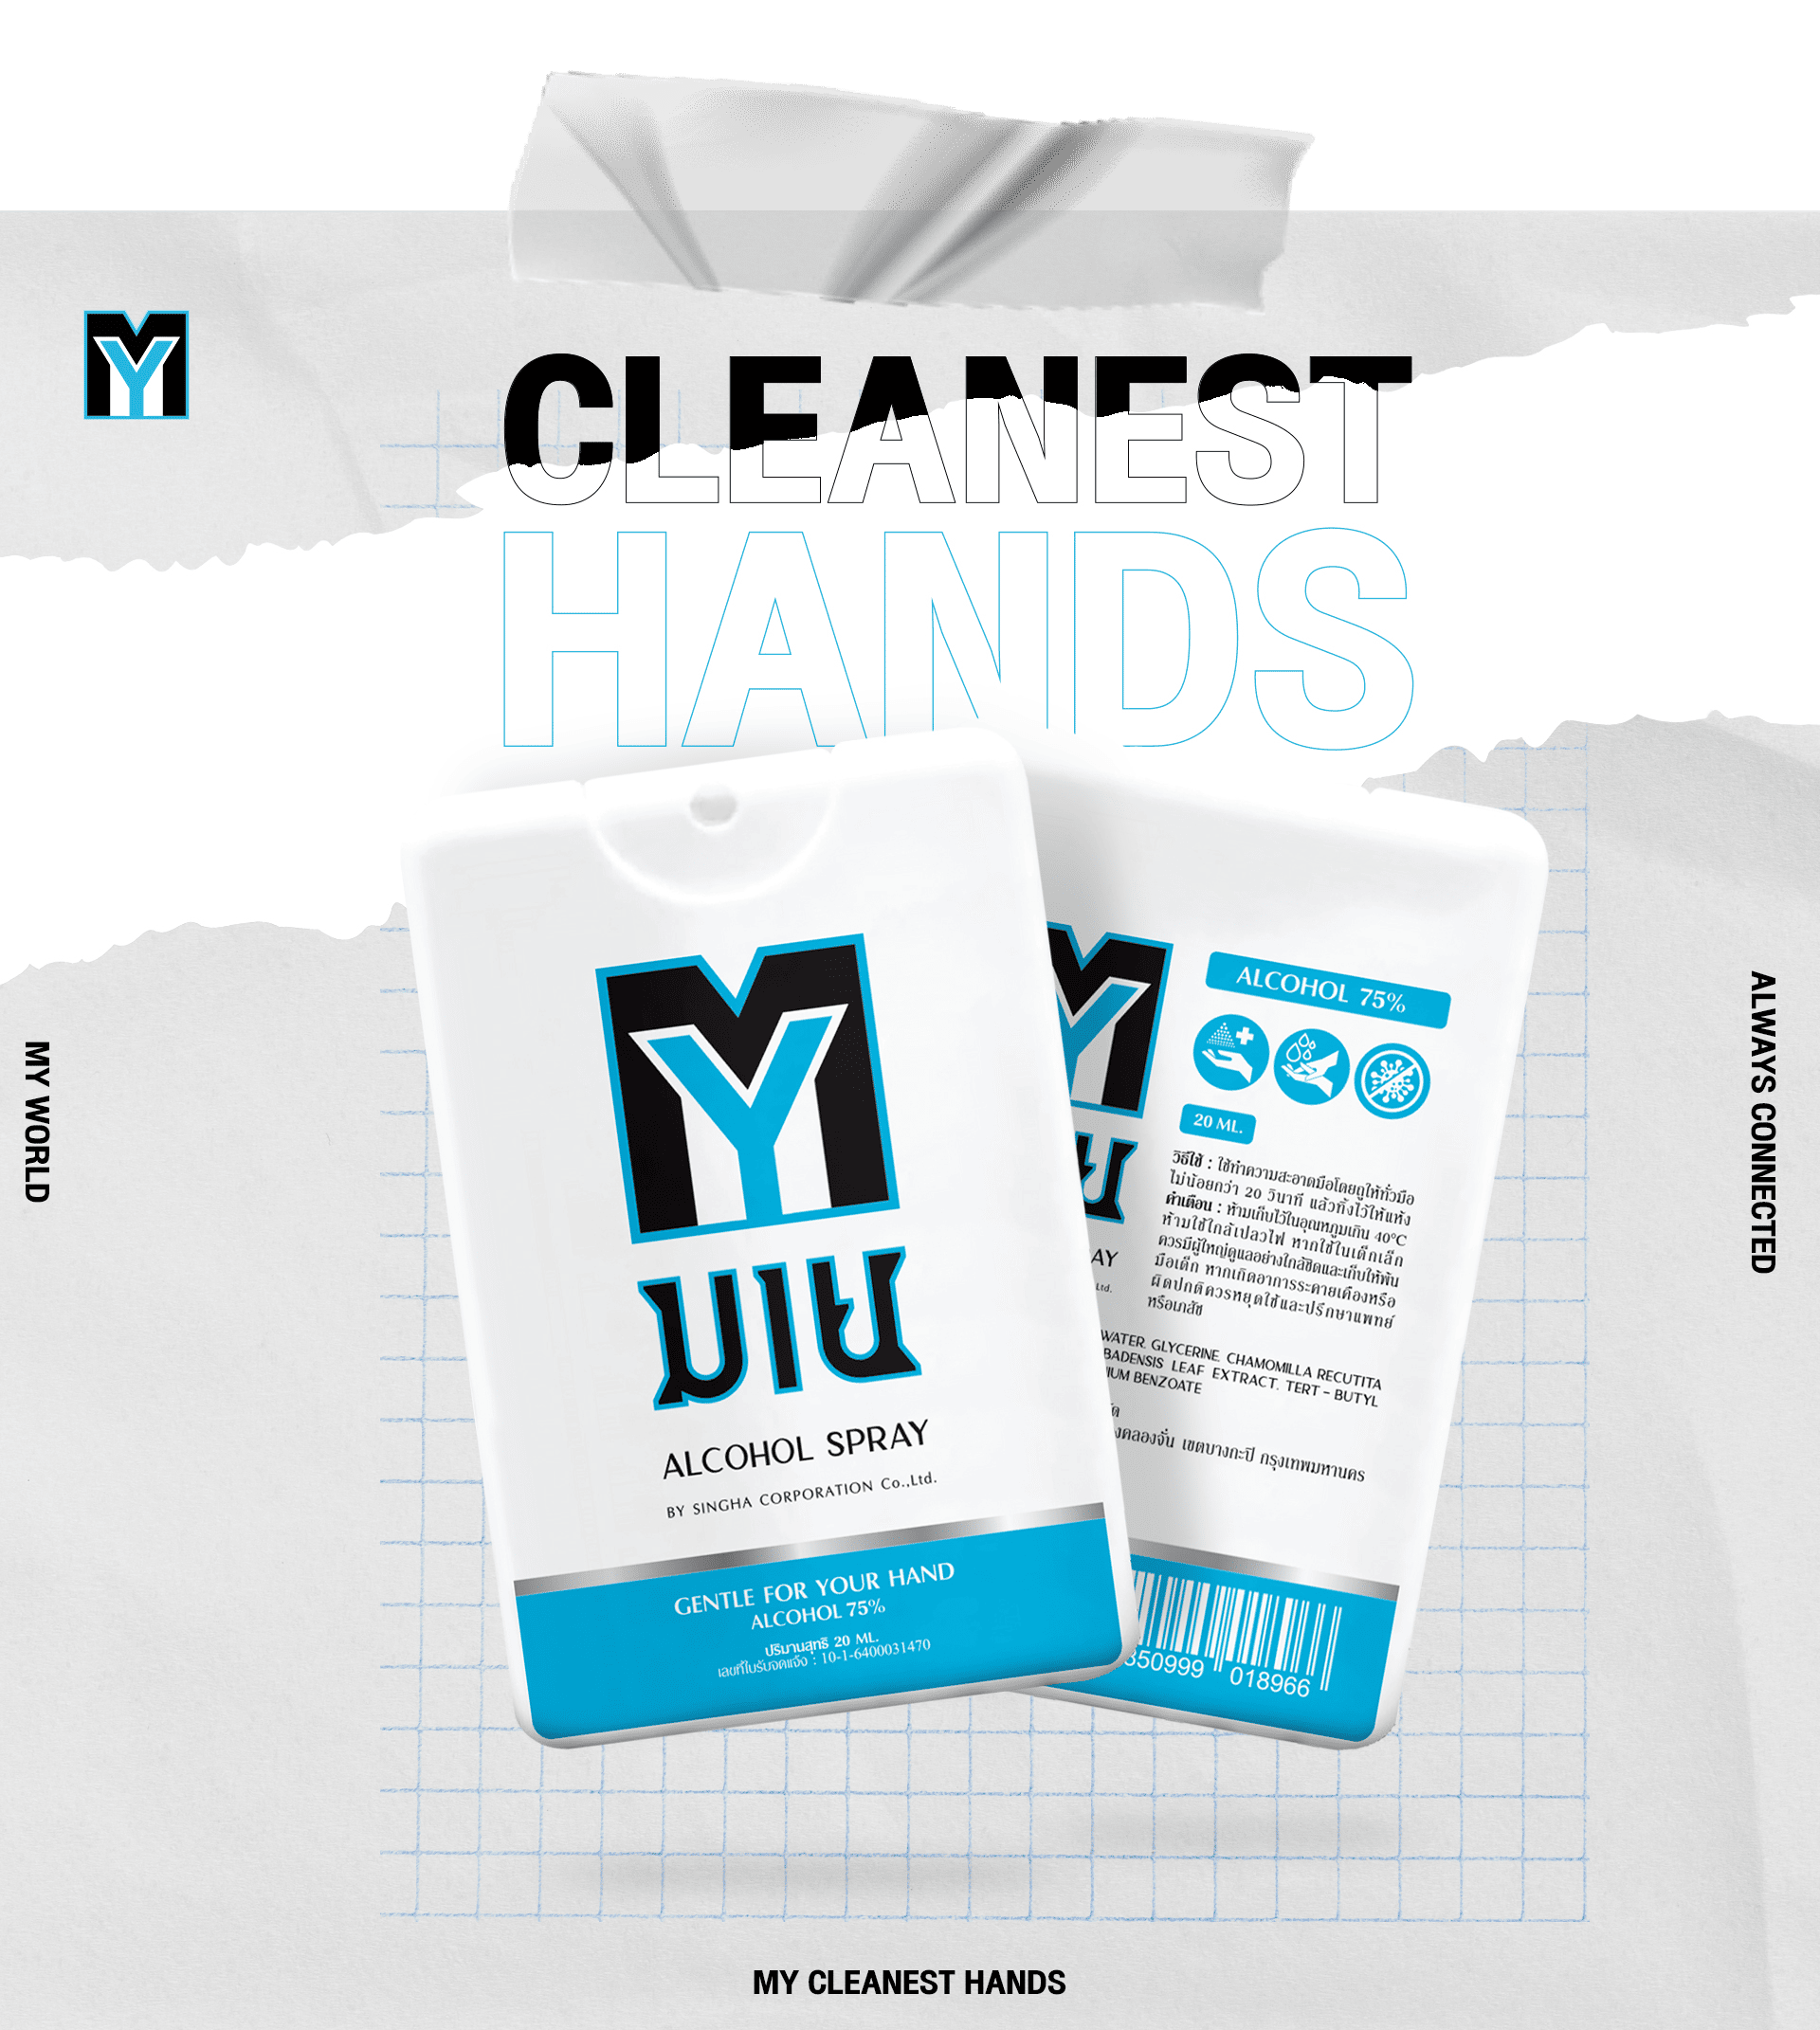 MY
CLEANEST
HANDS
MY WORLD
ALWAYS CONNECTED
MY
มาย
ALCOHOL SPRAY
BY SINGHA CORPORATION Co.,Ltd.
GENTLE FOR YOUR HAND
ALCOHOL 75%
ปริมานสุทธิ 20 ML.
เลขที่ใบรับจดแจ้ง : 10-1-6400031470
ALCOHOL 75%
20 ML.
วิธีใช้ : ใช้ทำความสะอาดมือโดยถูให้ทั่วมือ
ไม่น้อยกว่า 20 วินาที แล้วทิ้งไว้ให้แห้ง
คำเตือน : ห้ามเก็บไว้ในอุณหภูมเกิน 40°C
ห้ามใช้ใกล้เปลวไฟ หากใช้ในเด็กเล็ก
ควรมีผู้ใหญ่ดูแลอย่างใกล้ชิดและเก็บให้พ้น
มือเด็ก หากเกิดอาการระคายเคืองหรือ
ผิดปกติควรหยุดใช้และปรึกษาแพทย์
หรือเภสัช
WATER, GLYCERINE, CHAMOMILLA RECUTITA
BADENSIS LEAF EXTRACT, TERT - BUTYL
IUM BENZOATE
งคลองจั่น เขตบางกะปิ กรุงเทพมหานคร
AY
Ltd.
350999 018966
MY CLEANEST HANDS